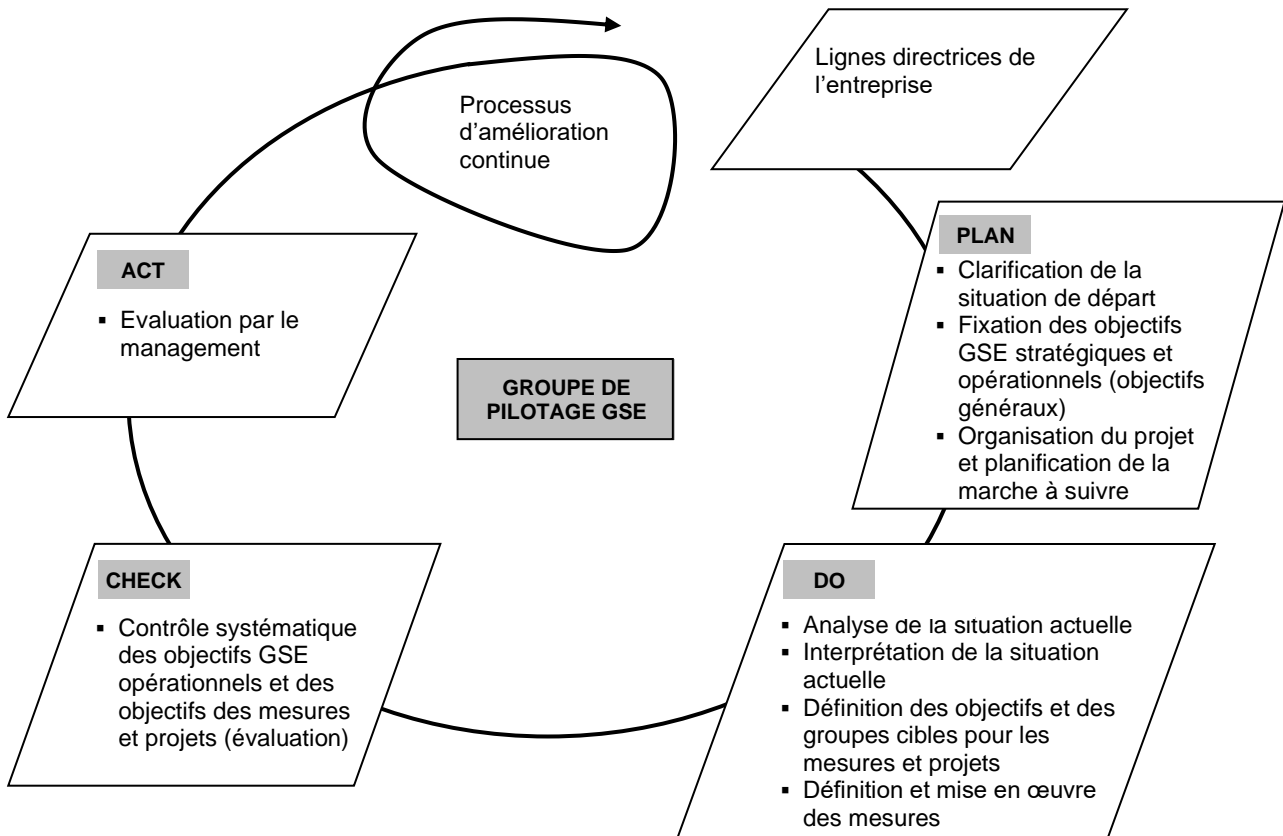 Lignes directrices de
l’entreprise
Processus
d’amélioration
continue
PLAN
▪ Clarification de la
situation de départ
▪ Fixation des objectifs
GSE stratégiques et
opérationnels (objectifs
généraux)
▪ Organisation du projet
et planification de la
marche à suivre
ACT
▪ Evaluation par le
management
GROUPE DE
PILOTAGE GSE
CHECK
▪ Contrôle systématique
des objectifs GSE
opérationnels et des
objectifs des mesures
et projets (évaluation)
DO
▪ Analyse de la situation actuelle
▪ Interprétation de la situation
actuelle
▪ Définition des objectifs et des
groupes cibles pour les
mesures et projets
▪ Définition et mise en œuvre
des mesures